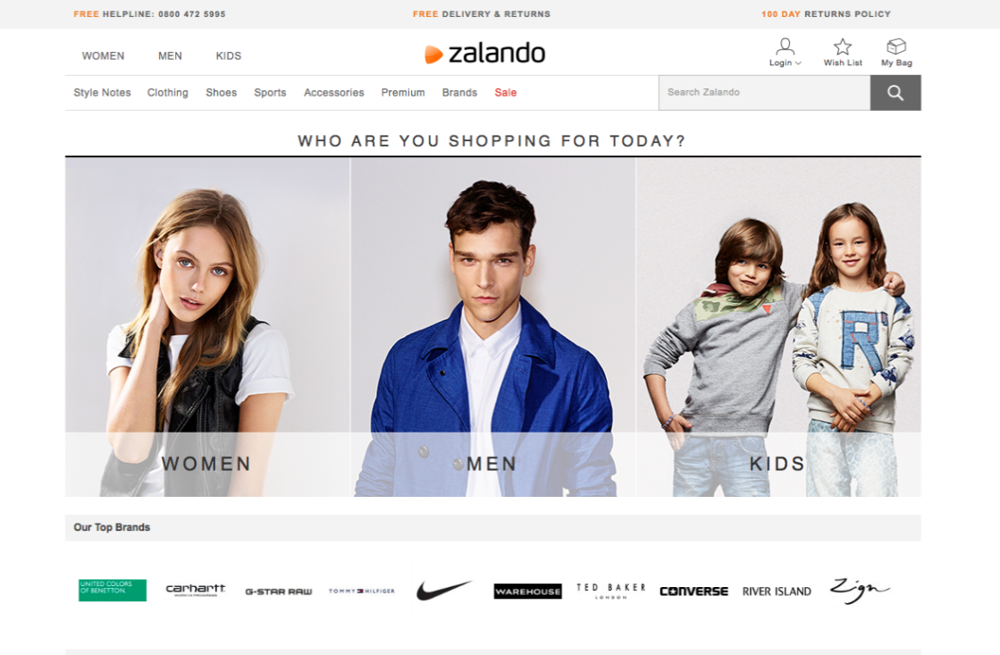 FREE HELPLINE: 0800 472 5995
FREE DELIVERY & RETURNS
100 DAY RETURNS POLICY
WOMEN MEN KIDS
zalando
Login
Wish List
My Bag
Style Notes Clothing Shoes Sports Accessories Premium Brands Sale
Search Zalando
WHO ARE YOU SHOPPING FOR TODAY?
R
WOMEN
MEN
KIDS
Our Top Brands
UNITED COLORS
OF BENETTON.
carhartt
G-STAR RAW
TOMMY HILFIGER
WAREHOUSE
TED BAKER
LONDON
CONVERSE
RIVER ISLAND
Zign